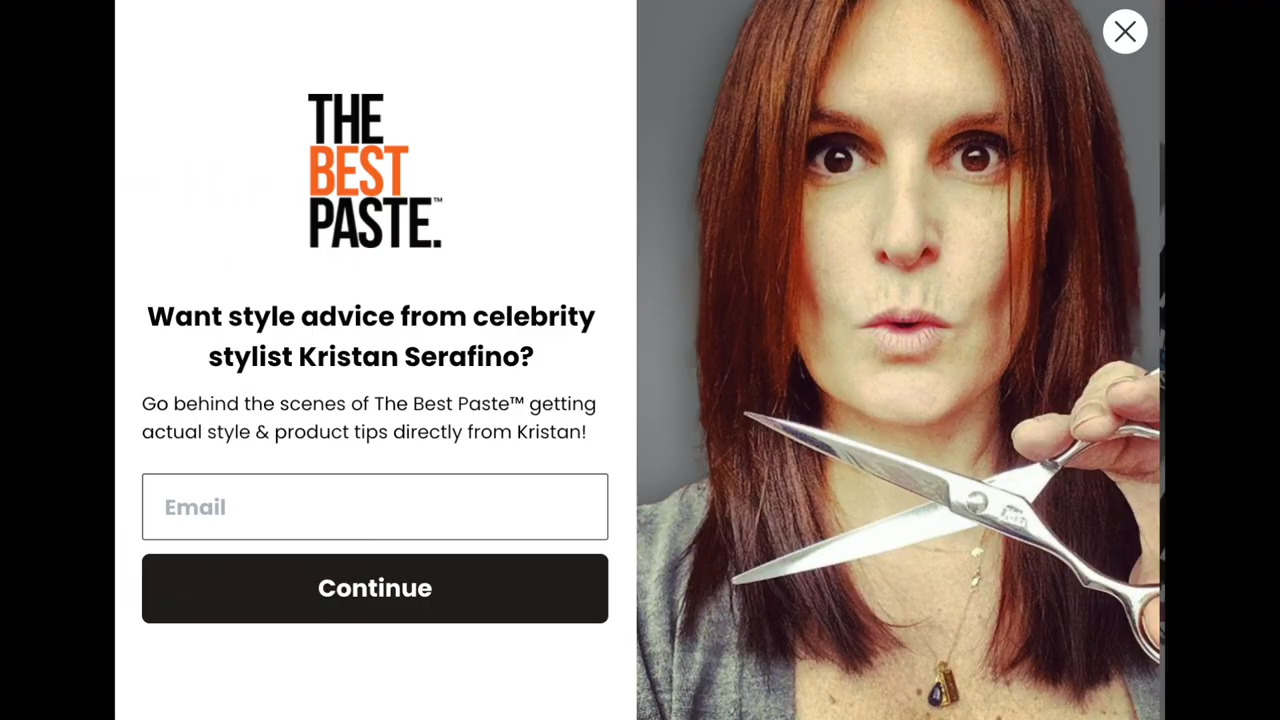 THE
BEST
PASTE.™
Want style advice from celebrity
stylist Kristan Serafino?
Go behind the scenes of The Best Paste™ getting
actual style & product tips directly from Kristan!
Email
Continue